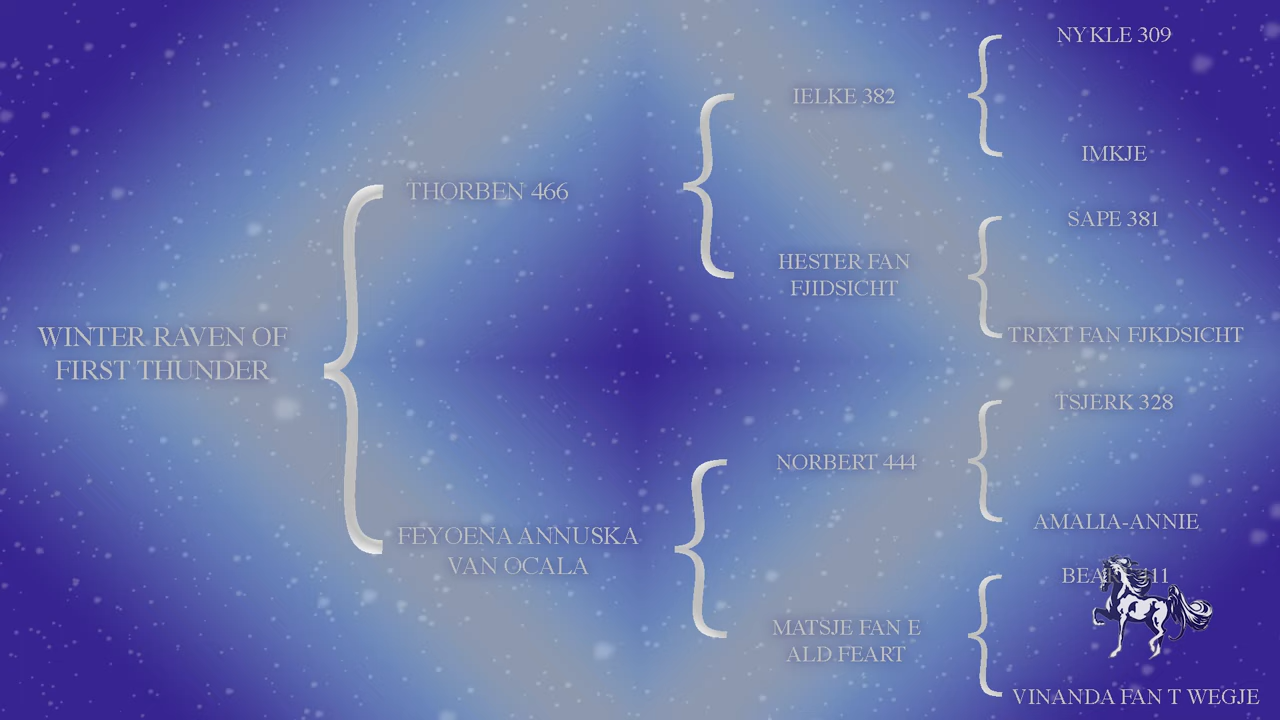 NYKLE 309
IELKE 382
IMKJE
THORBEN 466
SAPE 381
HESTER FAN
FJIDSICHT
TRIXT FAN FJKDSICHT
WINTER RAVEN OF
FIRST THUNDER
TSJERK 328
NORBERT 444
AMALIA-ANNIE
FEYOENA ANNUSKA
VAN OCALA
MATSJE FAN E
ALD FEART
VINANDA FAN T WEGJE